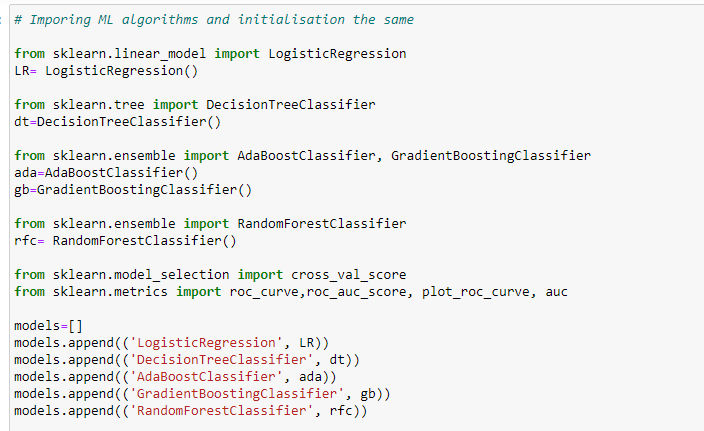 # Imporing ML algorithms and initialisation the same
from sklearn.linear_model import LogisticRegression
LR= LogisticRegression()
from sklearn.tree import DecisionTreeClassifier
dt=DecisionTreeClassifier()
from sklearn.ensemble import AdaBoostClassifier, GradientBoostingClassifier
ada=AdaBoostClassifier()
gb=GradientBoostingClassifier()
from sklearn.ensemble import RandomForestClassifier
rfc= RandomForestClassifier()
from sklearn.model_selection import cross_val_score
from sklearn.metrics import roc_curve,roc_auc_score, plot_roc_curve, auc
models=[]
models.append(('LogisticRegression', LR))
models.append(('DecisionTreeClassifier', dt))
models.append(('AdaBoostClassifier', ada))
models.append(('GradientBoostingClassifier', gb))
models.append(('RandomForestClassifier', rfc))